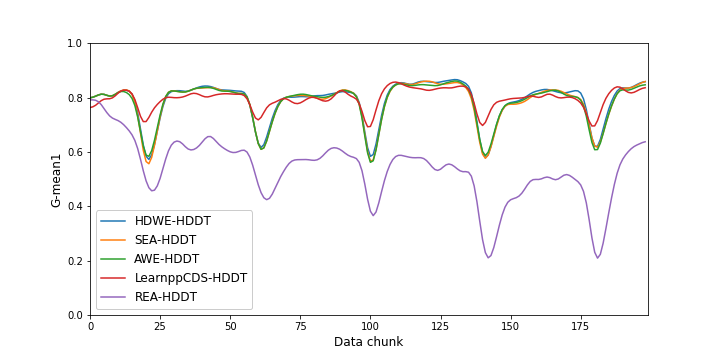 1.0
0.8
0.6
0.4
0.2
0.0
G-mean1
HDWE-HDDT
SEA-HDDT
AWE-HDDT
LearnppCDS-HDDT
REA-HDDT
0 25 50 75 100 125 150 175
Data chunk